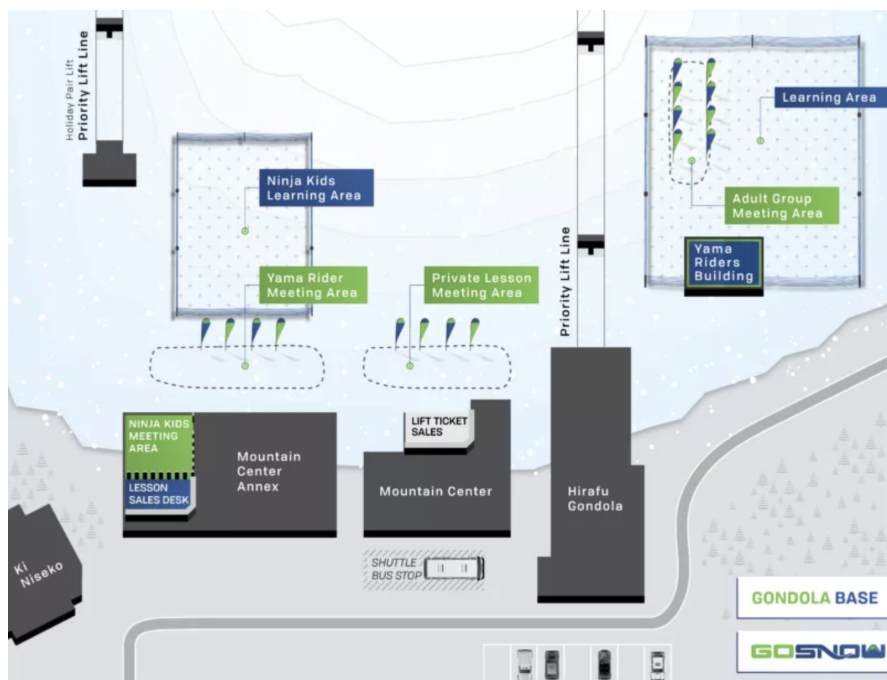 Holiday Pair Lift
Priority Lift Line
Ninja Kids
Learning Area
Yama Rider
Meeting Area
Private Lesson
Meeting Area
Priority Lift Line
Learning Area
Adult Group
Meeting Area
Yama
Riders
Building
NINJA KIDS
MEETING
AREA
LESSON
SALES DESK
Mountain
Center
Annex
LIFT TICKET
SALES
Mountain Center
Hirafu
Gondola
Ki
Niseko
SHUTTLE
BUS STOP
GONDOLA BASE
GOSNOW